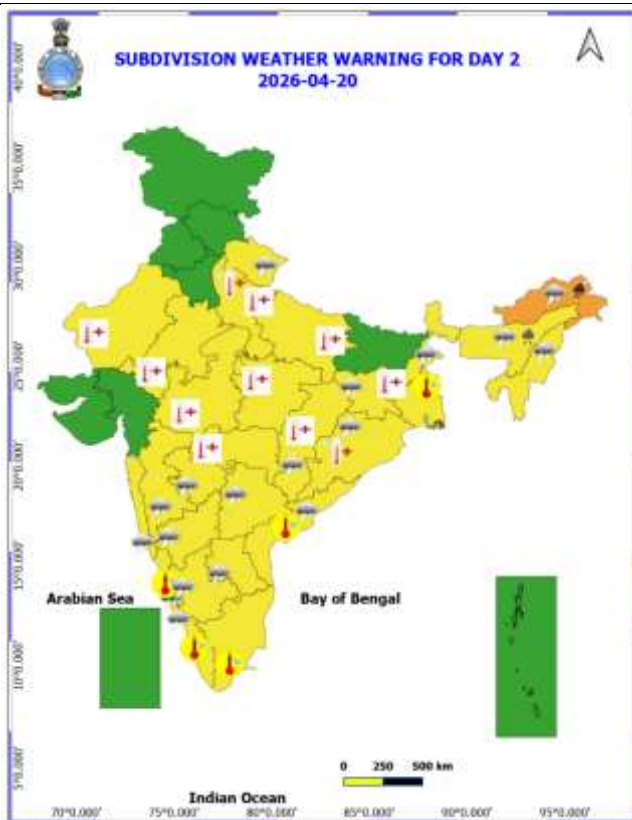 SUBDIVISION WEATHER WARNING FOR DAY 2
2026-04-20
40°0.000'
35°0.000'
30°0.000'
25°0.000'
20°0.000'
15°0.000'
10°0.000'
5°0.000'
Arabian Sea
Bay of Bengal
0 250 500 km
Indian Ocean
70°0.000' 75°0.000' 80°0.000' 85°0.000' 90°0.000' 95°0.000'